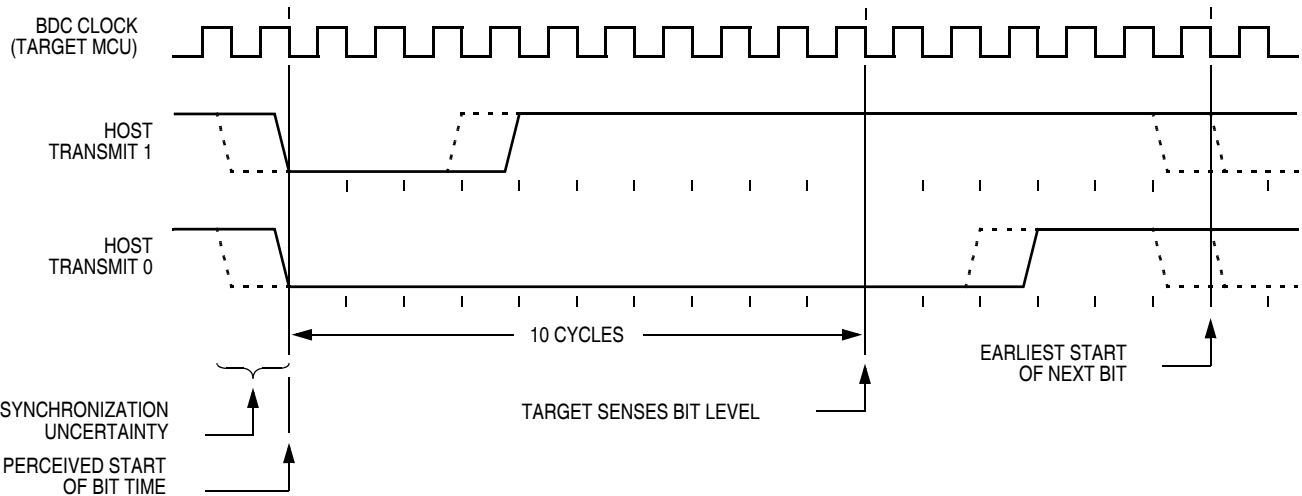 BDC CLOCK
(TARGET MCU)
HOST
TRANSMIT 1
HOST
TRANSMIT 0
10 CYCLES
EARLIEST START
OF NEXT BIT
SYNCHRONIZATION
UNCERTAINTY
TARGET SENSES BIT LEVEL
PERCEIVED START
OF BIT TIME